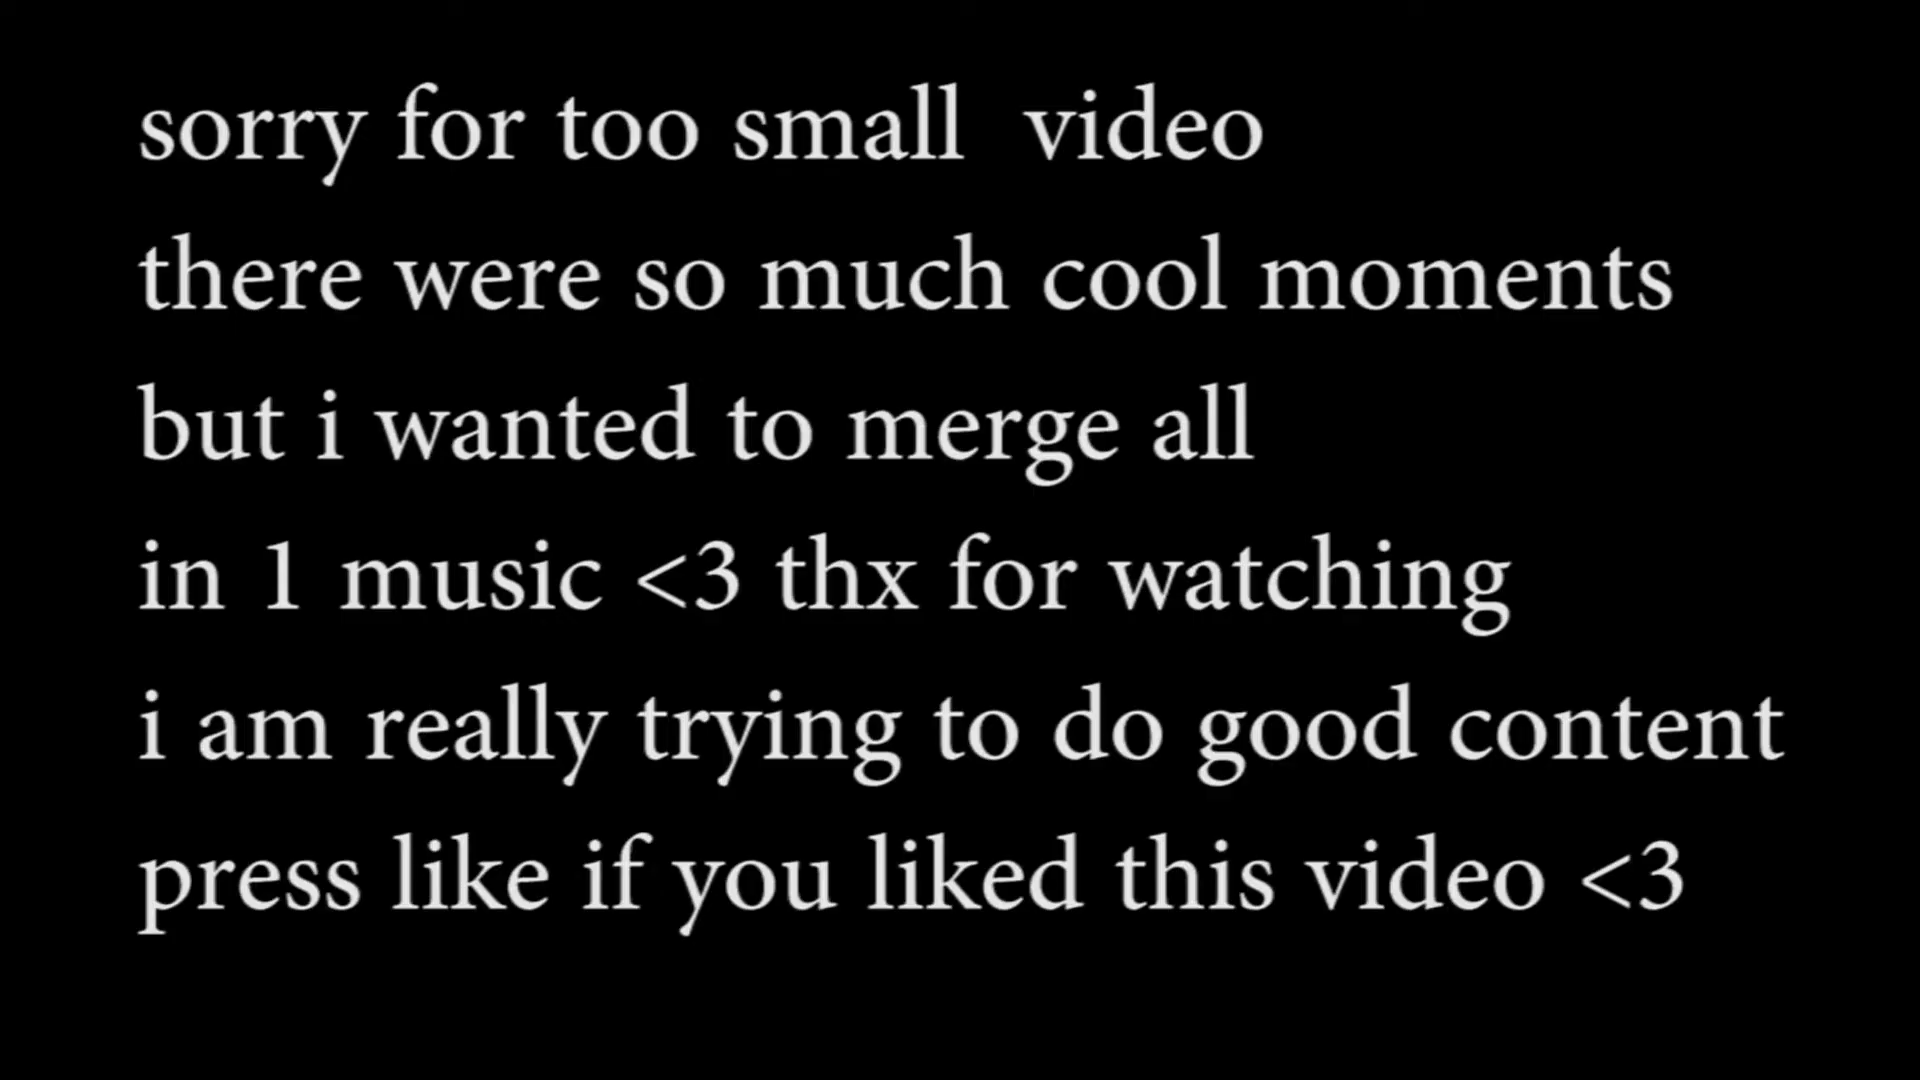 sorry for too small  video
there were so much cool moments
but i wanted to merge all
in 1 music <3 thx for watching
i am really trying to do good content
press like if you liked this video <3